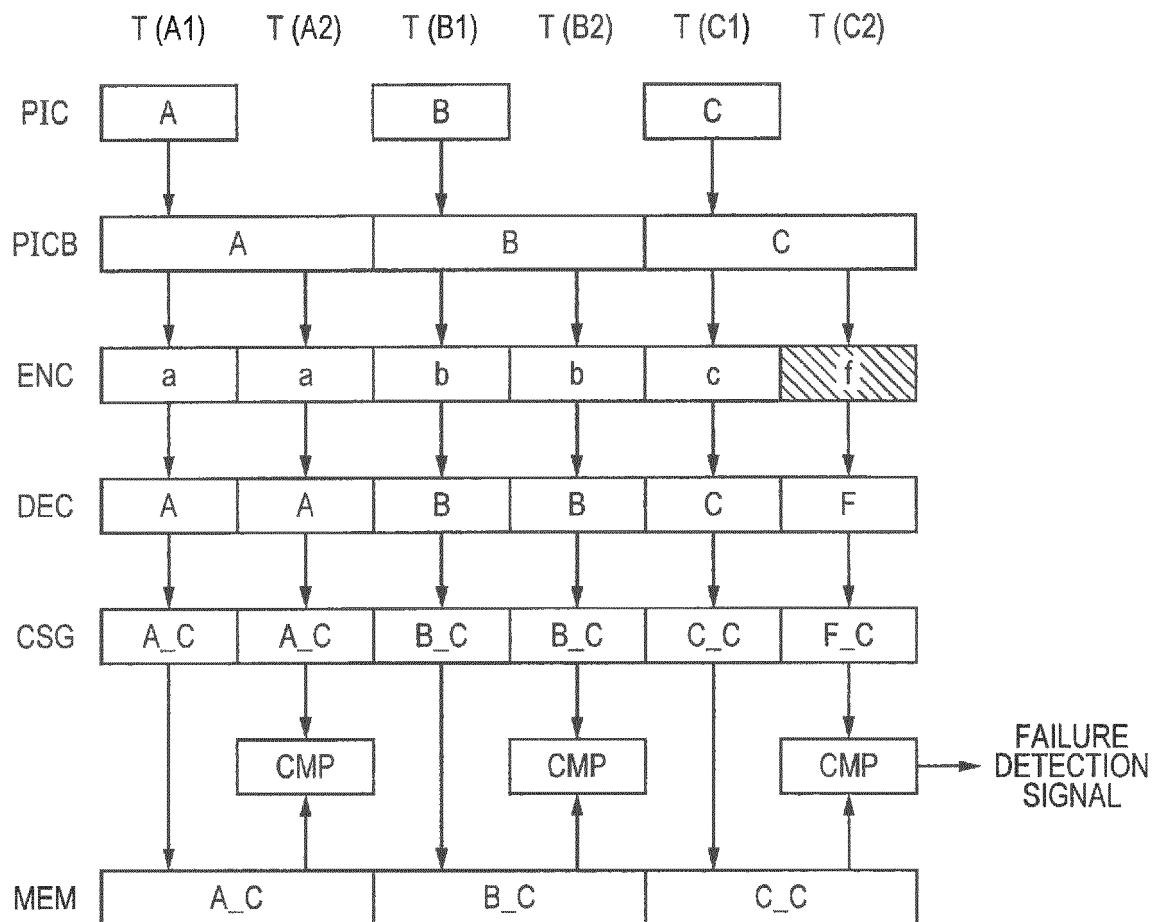 T (A1) T (A2) T (B1) T (B2) T (C1) T (C2)
PIC A B C
PICB A B C
ENC a a b b c f
DEC A A B B C F
CSG A_C A_C B_C B_C C_C F_C
CMP CMP CMP
FAILURE
DETECTION
SIGNAL
MEM A_C B_C C_C